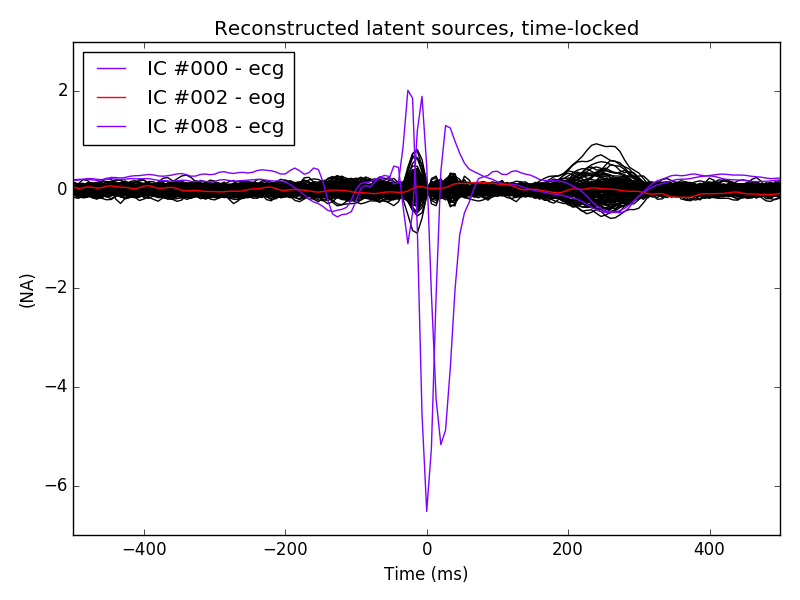 Reconstructed latent sources, time-locked
IC #000 - ecg
IC #002 - eog
IC #008 - ecg
2
0
−2
−4
−6
(NA)
−400 −200 0 200 400
Time (ms)